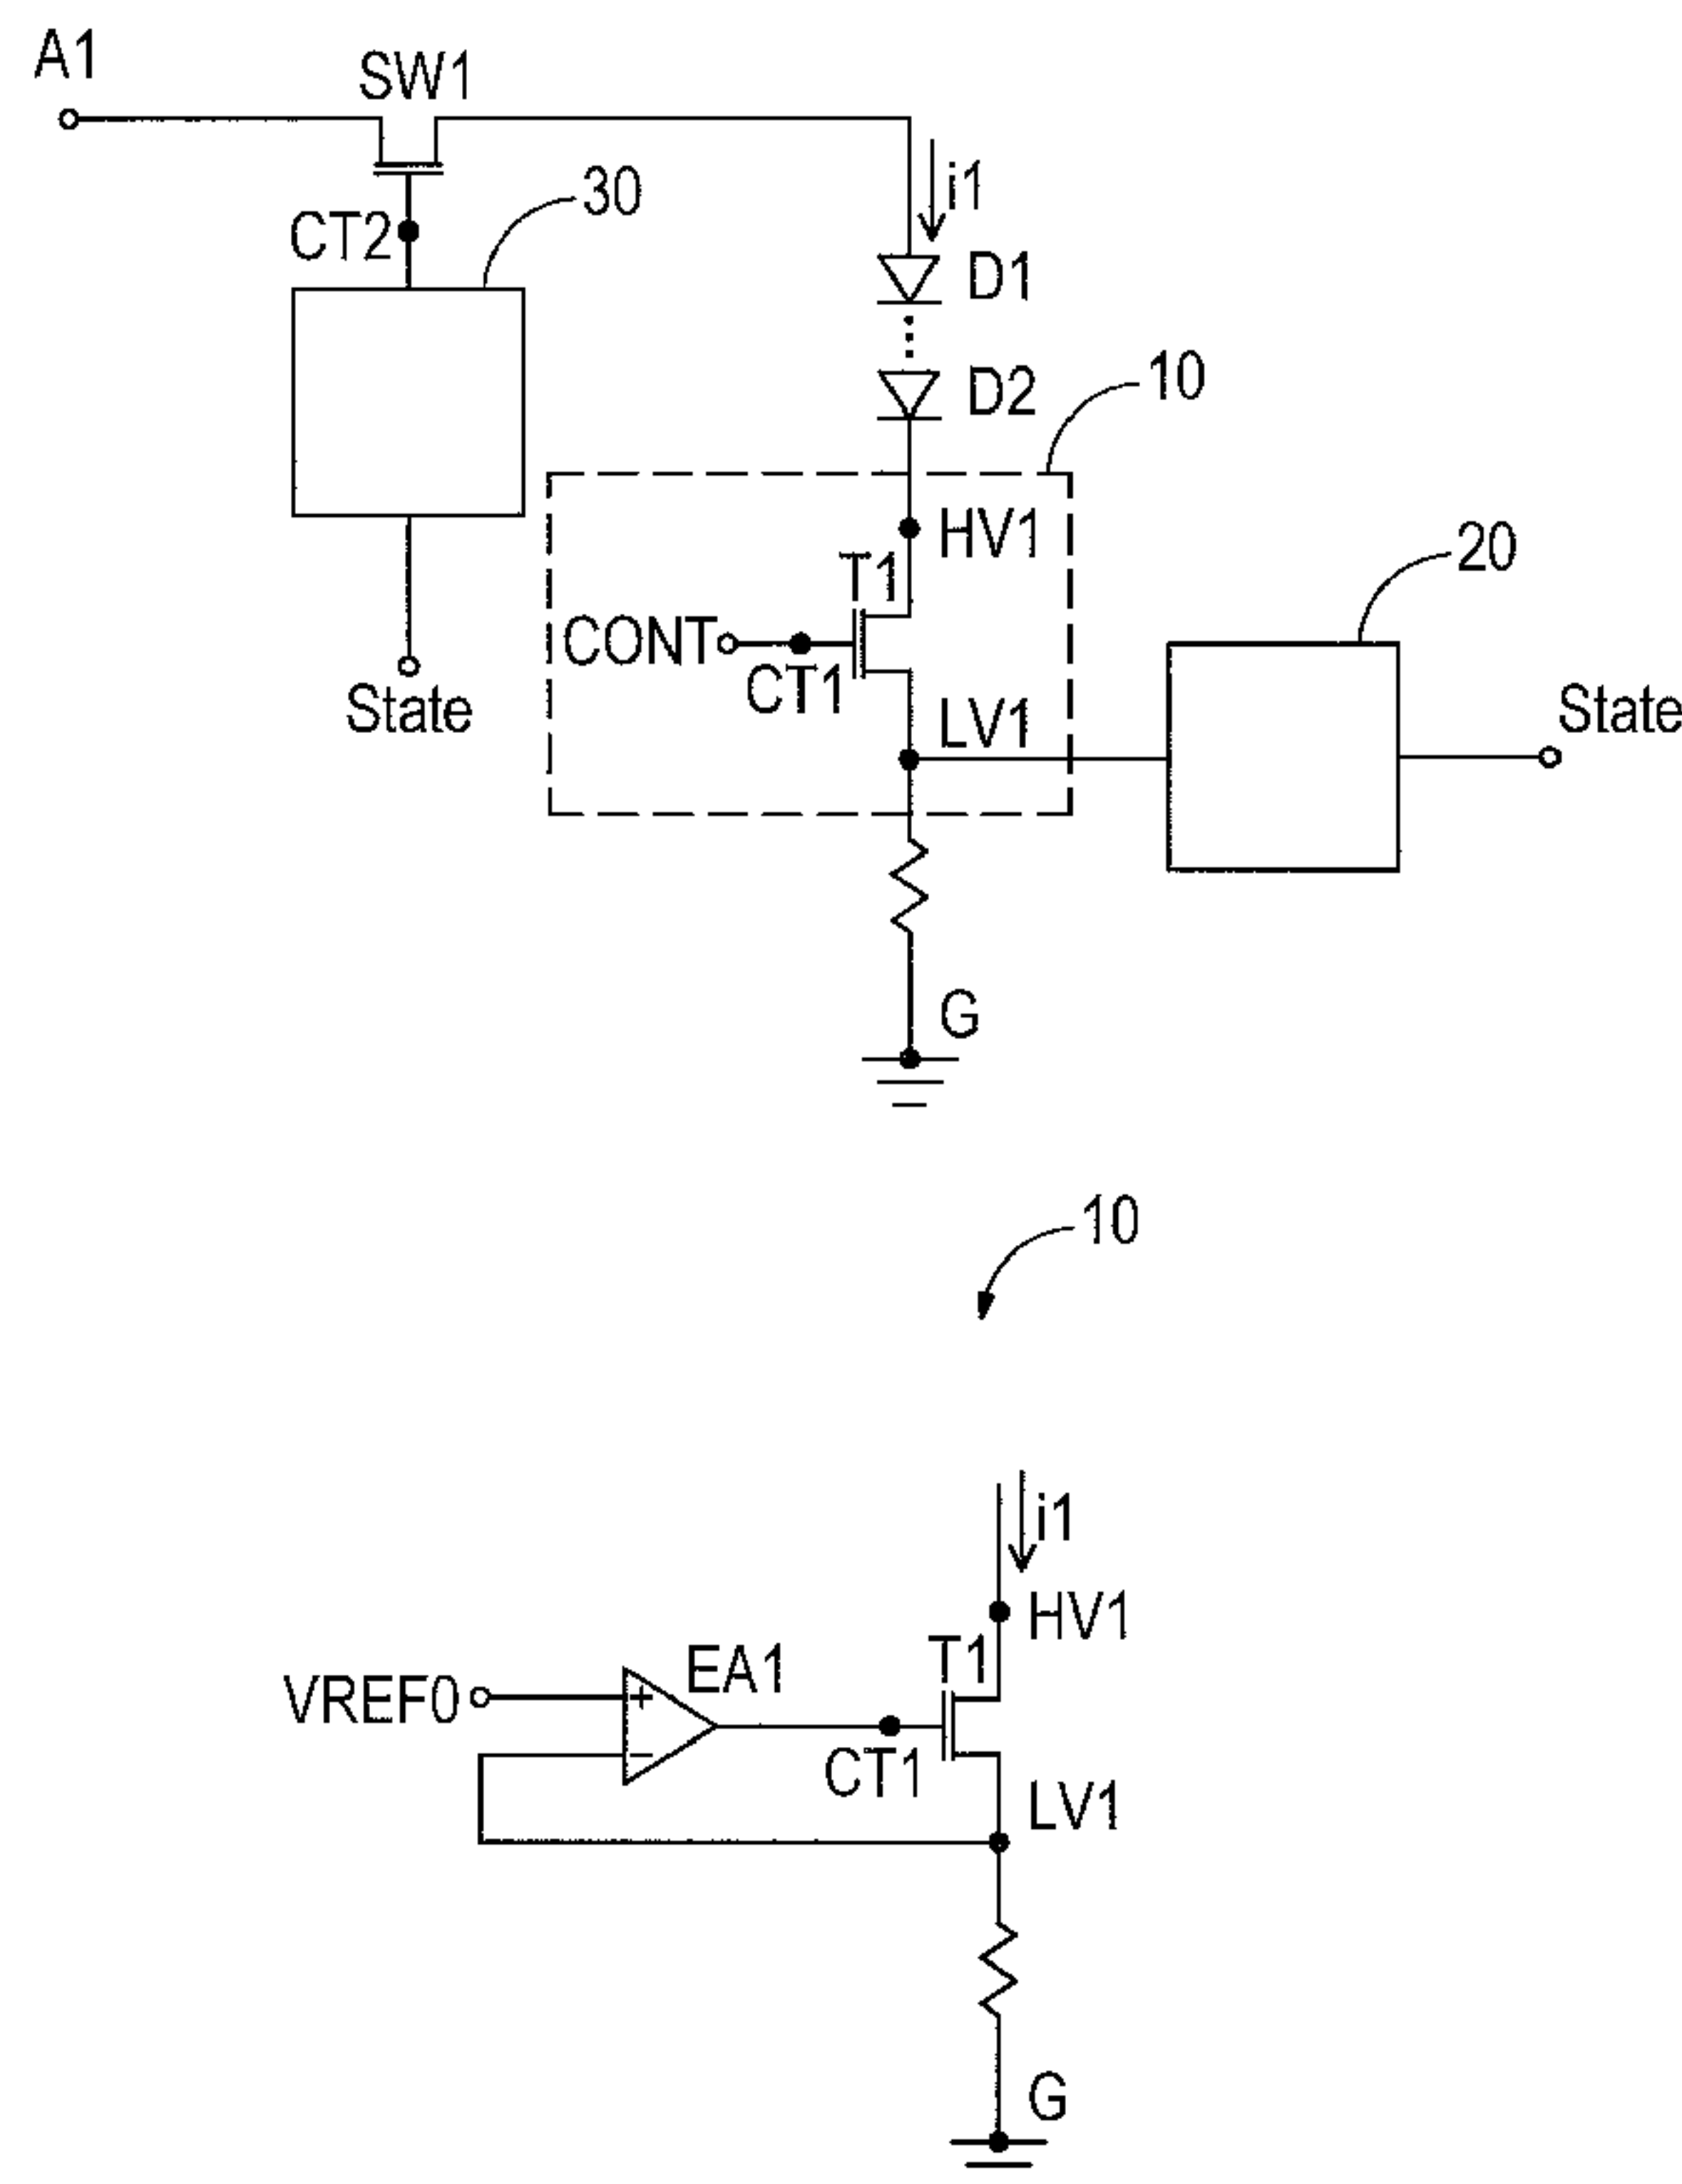 A1
SW1
i1
30
CT2
D1
D2
10
HV1
T1
20
CONT
CT1
State
LV1
State
G
10
i1
HV1
T1
EA1
VREF0
+
−
CT1
LV1
G